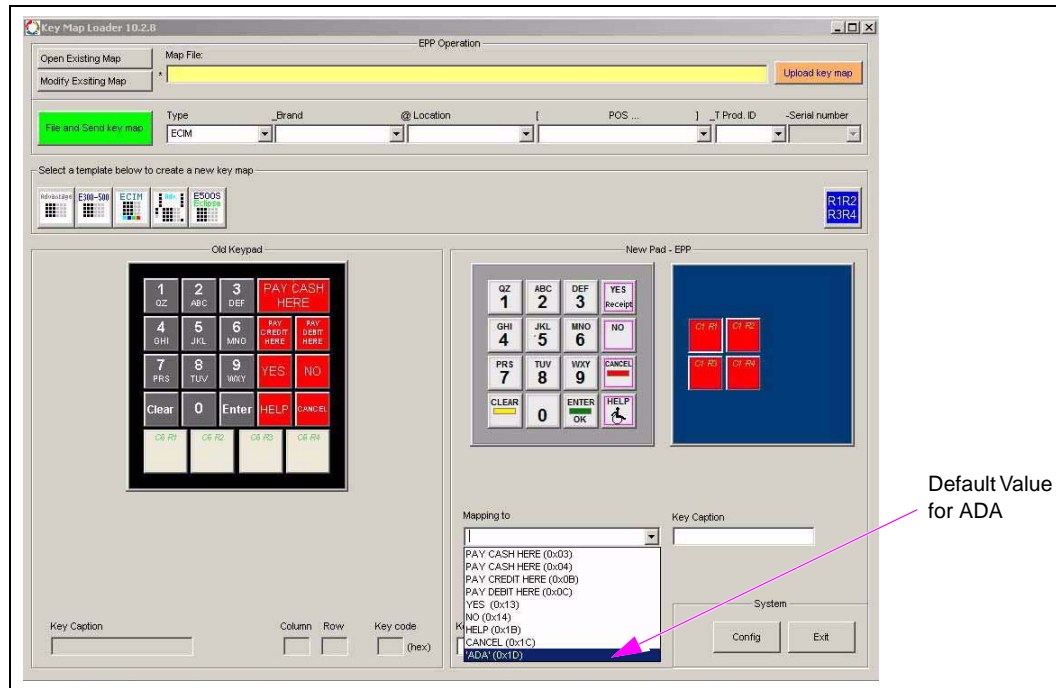 Key Map Loader 10.2.8
EPP Operation
Open Existing Map
Map File:
Modify Exsiting Map
*
Upload key map
File and Send key map
Type
_Brand
@ Location
[
POS ...
]
_T Prod. ID
-Serial number
ECIM
Select a template below to create a new key map
Advantage
E300-500
ECIM
E500S
Eclipse
R1R2
R3R4
Old Keypad
1
QZ
2
ABC
3
DEF
PAY CASH
HERE
4
GHI
5
JKL
6
MNO
PAY
CREDIT
HERE
PAY
DEBIT
HERE
7
PRS
8
TUV
9
WXY
YES
NO
Clear
0
Enter
HELP
CANCEL
C6 R1
C6 R2
C6 R3
C6 R4
New Pad - EPP
QZ
1
ABC
2
DEF
3
YES
Receipt
GHI
4
JKL
5
MNO
6
NO
PRS
7
TUV
8
WXY
9
CANCEL
CLEAR
0
ENTER
OK
HELP
C1 R1
C1 R2
C1 R3
C1 R4
Default Value
for ADA
Mapping to
Key Caption
PAY CASH HERE (0x03)
PAY CASH HERE (0x04)
PAY CREDIT HERE (0x0B)
PAY DEBIT HERE (0x0C)
YES (0x13)
NO (0x14)
HELP (0x1B)
CANCEL (0x1C)
'ADA' (0x1D)
Key Caption
Column
Row
Key code
(hex)
System
Config
Exit